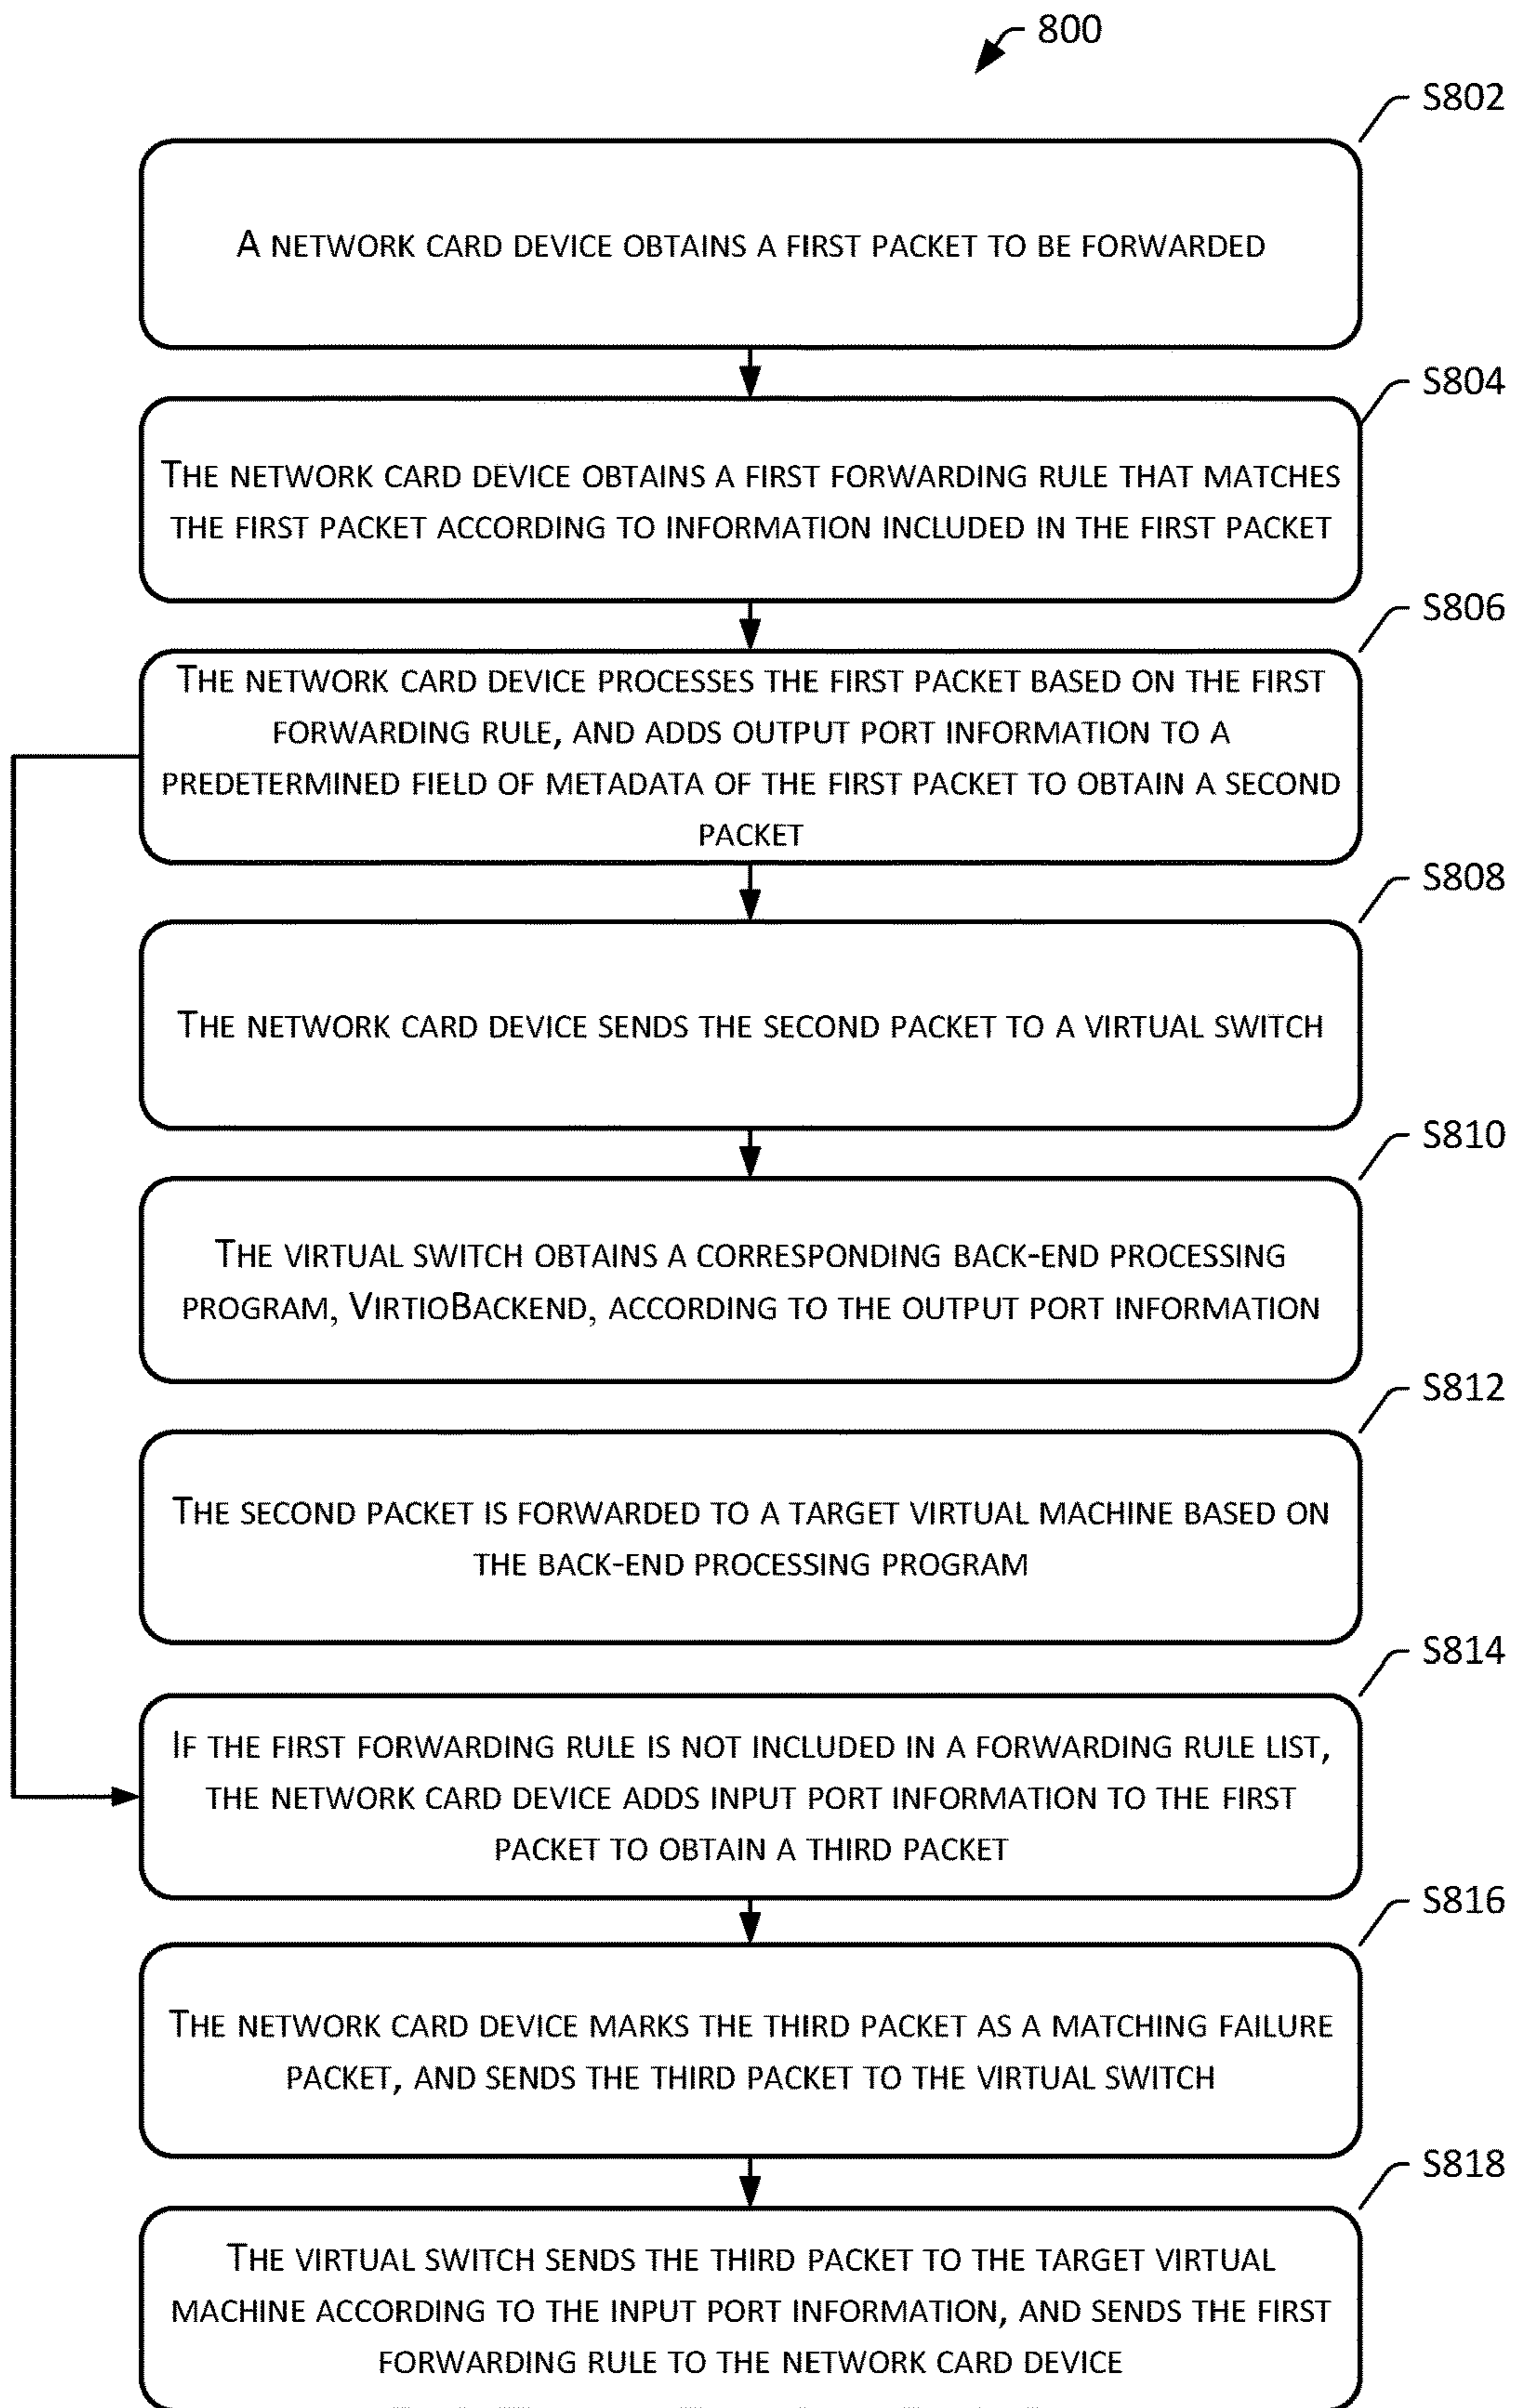 800
S802
A NETWORK CARD DEVICE OBTAINS A FIRST PACKET TO BE FORWARDED
S804
THE NETWORK CARD DEVICE OBTAINS A FIRST FORWARDING RULE THAT MATCHES
THE FIRST PACKET ACCORDING TO INFORMATION INCLUDED IN THE FIRST PACKET
S806
THE NETWORK CARD DEVICE PROCESSES THE FIRST PACKET BASED ON THE FIRST
FORWARDING RULE, AND ADDS OUTPUT PORT INFORMATION TO A
PREDETERMINED FIELD OF METADATA OF THE FIRST PACKET TO OBTAIN A SECOND
PACKET
S808
THE NETWORK CARD DEVICE SENDS THE SECOND PACKET TO A VIRTUAL SWITCH
S810
THE VIRTUAL SWITCH OBTAINS A CORRESPONDING BACK-END PROCESSING
PROGRAM, VIRTIOBACKEND, ACCORDING TO THE OUTPUT PORT INFORMATION
S812
THE SECOND PACKET IS FORWARDED TO A TARGET VIRTUAL MACHINE BASED ON
THE BACK-END PROCESSING PROGRAM
S814
IF THE FIRST FORWARDING RULE IS NOT INCLUDED IN A FORWARDING RULE LIST,
THE NETWORK CARD DEVICE ADDS INPUT PORT INFORMATION TO THE FIRST
PACKET TO OBTAIN A THIRD PACKET
S816
THE NETWORK CARD DEVICE MARKS THE THIRD PACKET AS A MATCHING FAILURE
PACKET, AND SENDS THE THIRD PACKET TO THE VIRTUAL SWITCH
S818
THE VIRTUAL SWITCH SENDS THE THIRD PACKET TO THE TARGET VIRTUAL
MACHINE ACCORDING TO THE INPUT PORT INFORMATION, AND SENDS THE FIRST
FORWARDING RULE TO THE NETWORK CARD DEVICE